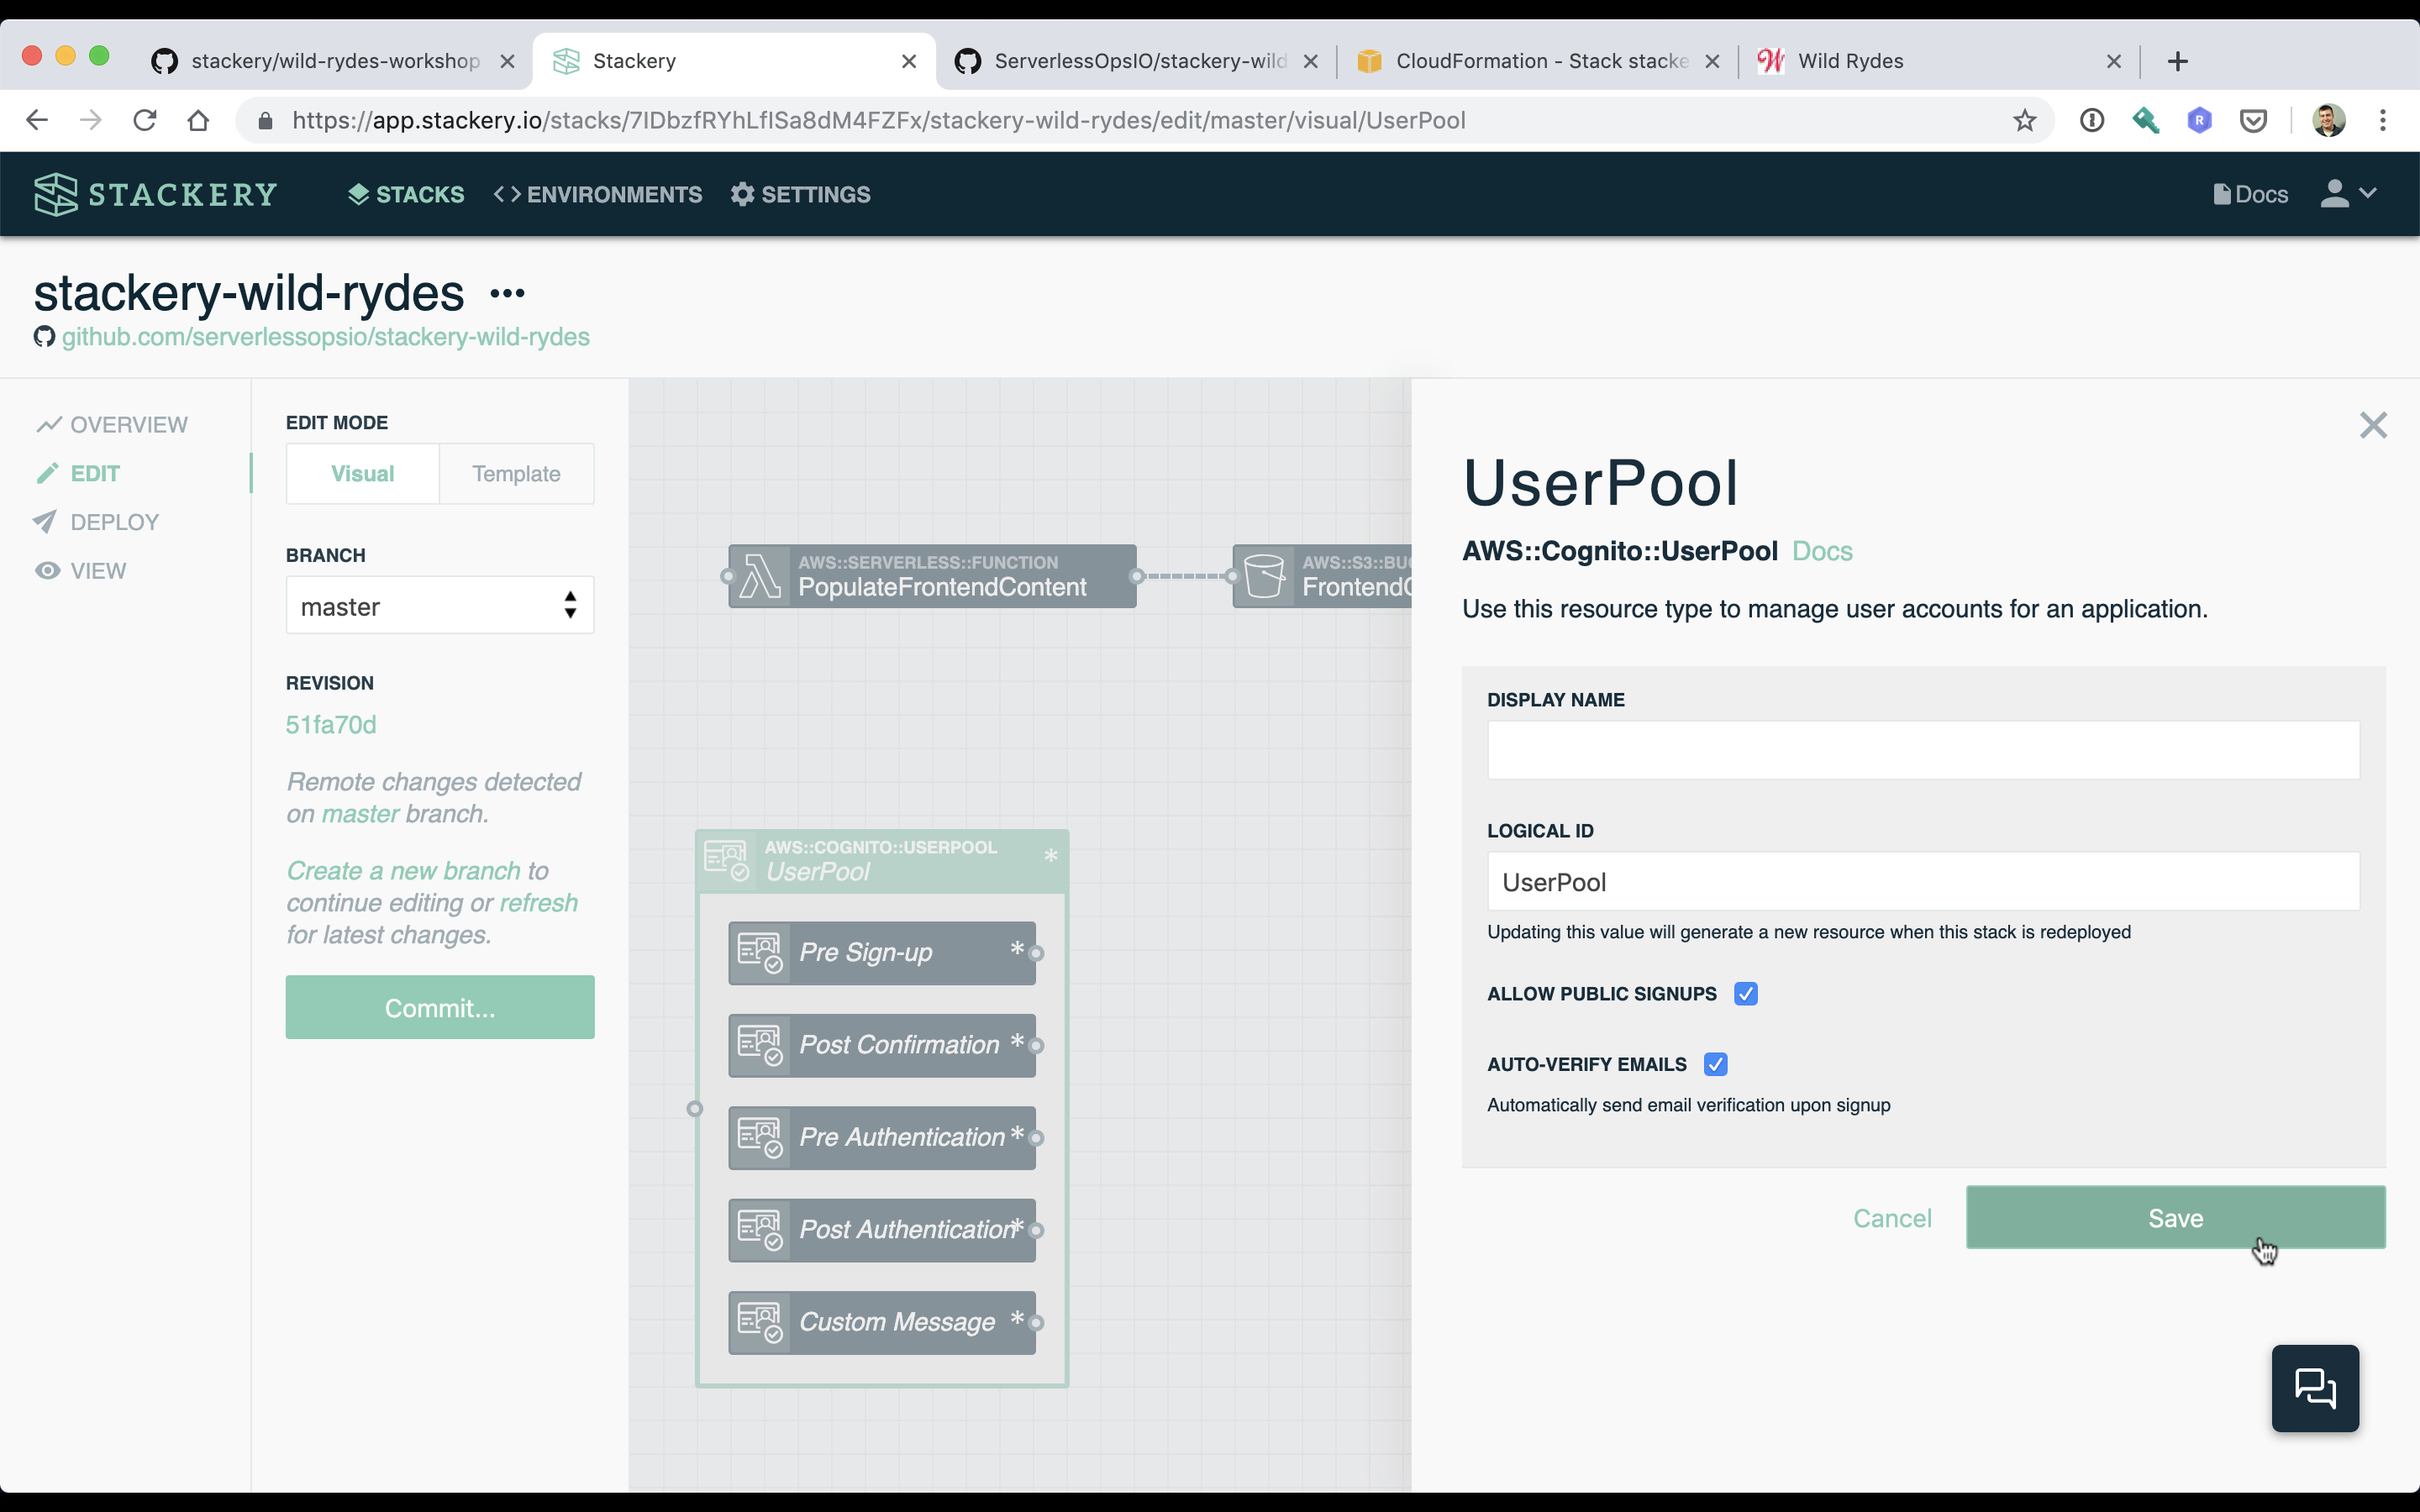 stackery/wild-rydes-workshop
Stackery
ServerlessOpsIO/stackery-wild
CloudFormation - Stack stacke
Wild Rydes
https://app.stackery.io/stacks/7IDbzfRYhLfISa8dM4FZFx/stackery-wild-rydes/edit/master/visual/UserPool
STACKERY
STACKS
ENVIRONMENTS
SETTINGS
Docs
stackery-wild-rydes •••
github.com/serverlessopsio/stackery-wild-rydes
OVERVIEW
EDIT
DEPLOY
VIEW
EDIT MODE
Visual
Template
BRANCH
master
REVISION
51fa70d
Remote changes detected
on master branch.
Create a new branch to
continue editing or refresh
for latest changes.
Commit...
AWS::SERVERLESS::FUNCTION
PopulateFrontendContent
AWS::S3::BUC
FrontendC
AWS::COGNITO::USERPOOL
UserPool *
Pre Sign-up *
Post Confirmation *
Pre Authentication *
Post Authentication*
Custom Message *
UserPool
AWS::Cognito::UserPool Docs
Use this resource type to manage user accounts for an application.
DISPLAY NAME
LOGICAL ID
UserPool
Updating this value will generate a new resource when this stack is redeployed
ALLOW PUBLIC SIGNUPS
AUTO-VERIFY EMAILS
Automatically send email verification upon signup
Cancel
Save